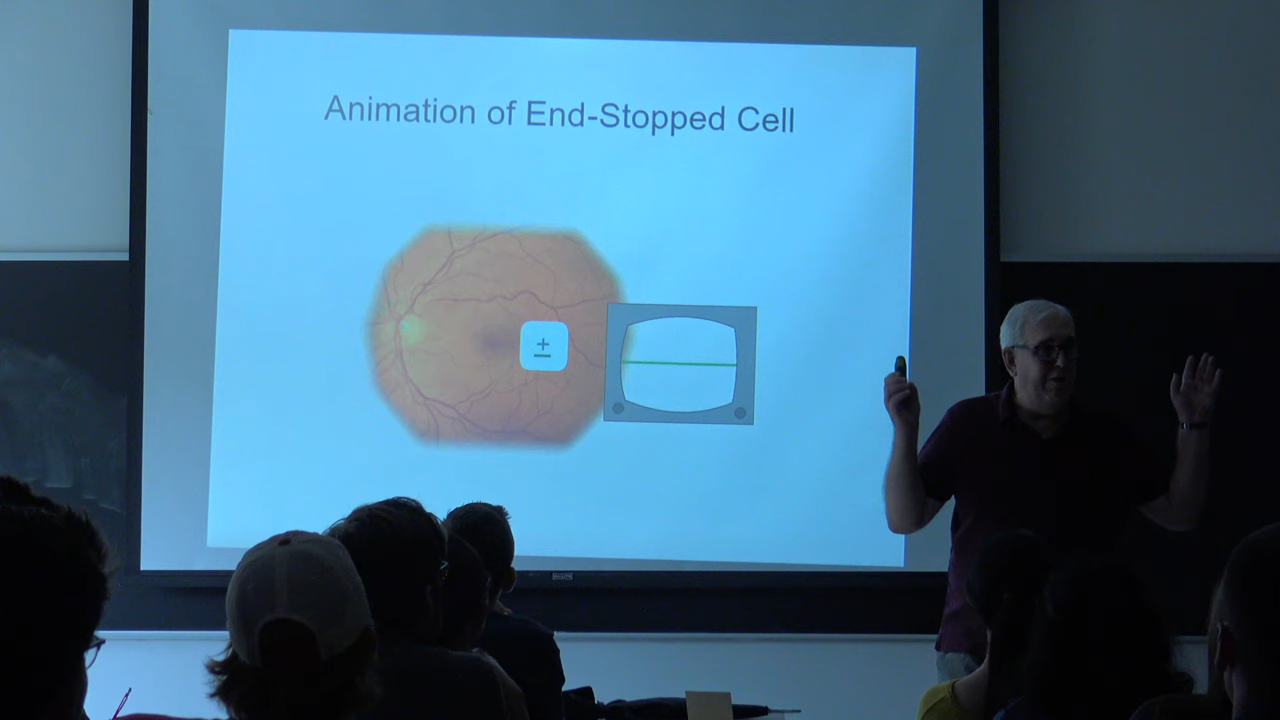 Animation of End-Stopped Cell
±